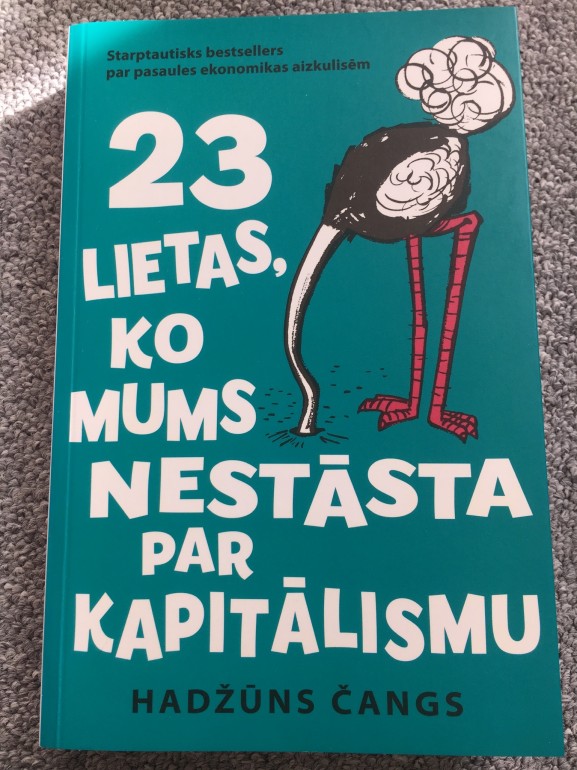 Starptautisks bestsellers
par pasaules ekonomikas aizkulisēm
23
LIETAS,
KO
MUMS
NESTĀSTA
PAR
KAPITĀLISMU
HADŽŪNS ČANGS